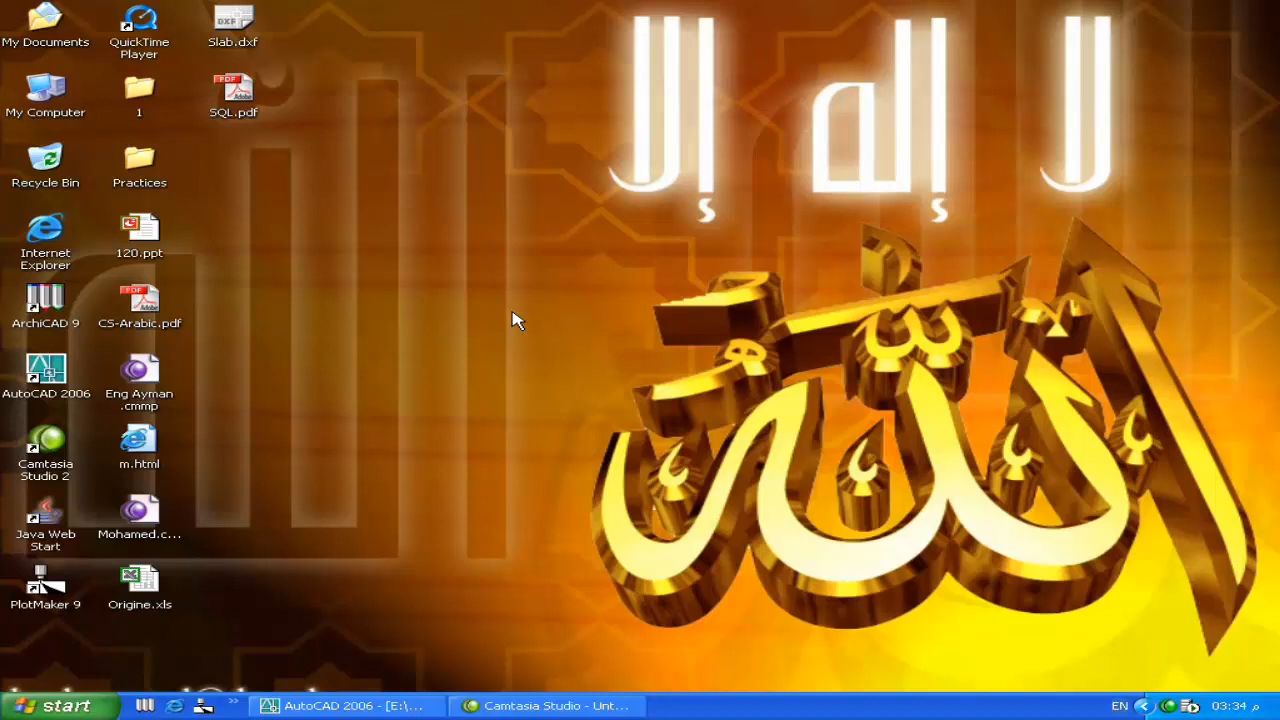 My Documents
QuickTime Player
Slab.dxf
My Computer
1
SQL.pdf
Recycle Bin
Practices
Internet Explorer
120.ppt
ArchiCAD 9
CS-Arabic.pdf
AutoCAD 2006
Eng Ayman .cmmp
Camtasia Studio 2
m.html
Java Web Start
Mohamed.c...
PlotMaker 9
Origine.xls
لا إله إلا
الله
start
AutoCAD 2006 - [E:\...
Camtasia Studio - Unt...
EN
03:34 م